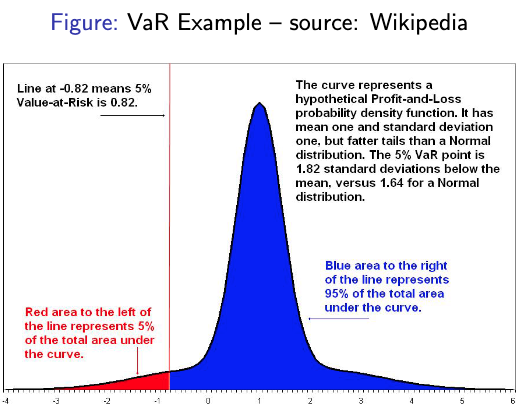 Figure: VaR Example – source: Wikipedia
Line at -0.82 means 5%
Value-at-Risk is 0.82.
The curve represents a
hypothetical Profit-and-Loss
probability density function. It has
mean one and standard deviation
one, but fatter tails than a Normal
distribution. The 5% VaR point is
1.82 standard deviations below the
mean, versus 1.64 for a Normal
distribution.
Blue area to the right
of the line represents
95% of the total area
under the curve.
Red area to the left of
the line represents 5%
of the total area under
the curve.
-4 -3 -2 -1 0 1 2 3 4 5 6